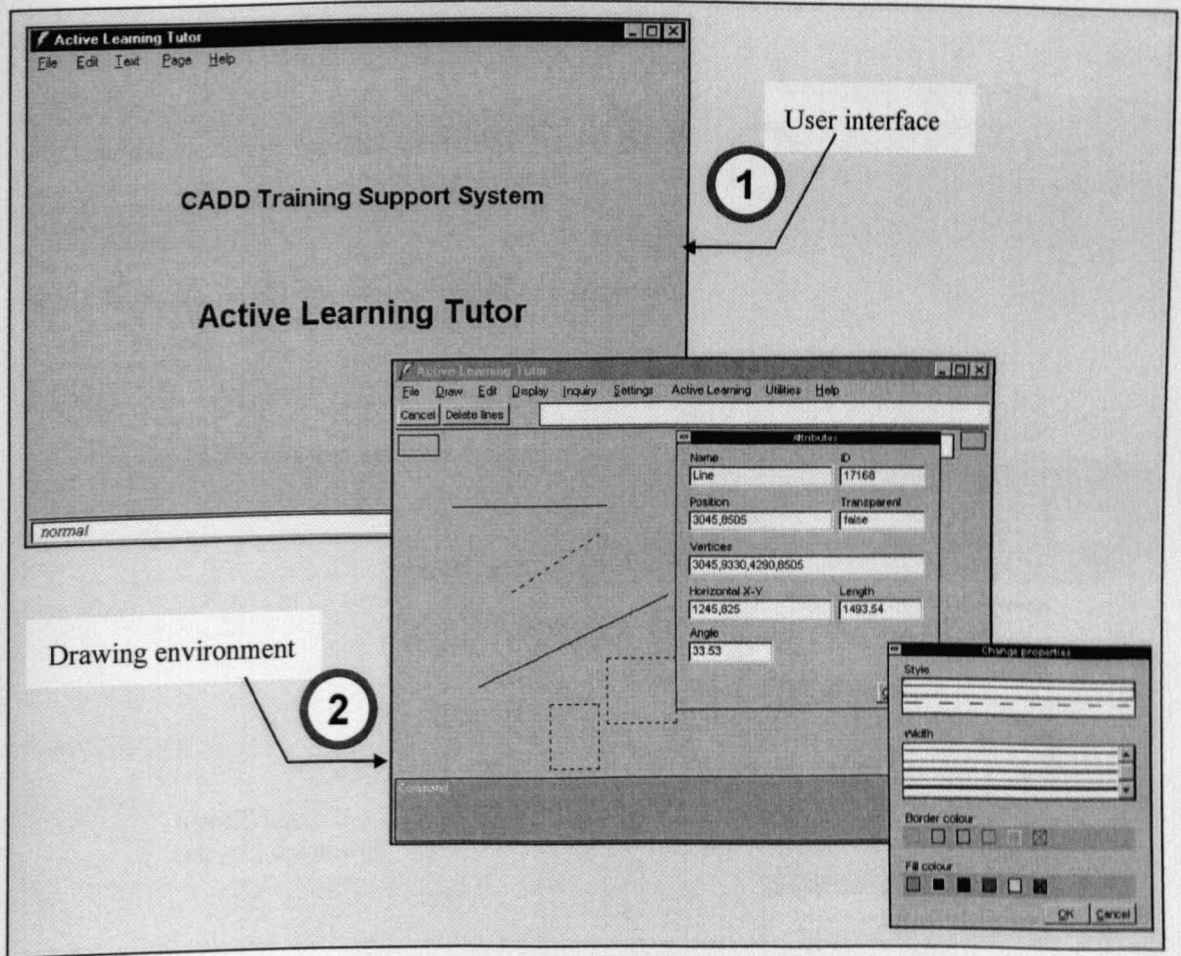 Active Learning Tutor
File Edit Text Page Help
CADD Training Support System
Active Learning Tutor
normal
User interface
1
Active Learning Tutor
File Draw Edit Display Inquiry Settings Active Learning Utilities Help
Cancel Delete lines
Attributes
Name ID
Line 17168
Position Transparent
3045,8505 false
Vertices
3045,9330,4290,8505
Horizontal X-Y Length
1245,825 1493.54
Angle
33.53
Command
Drawing environment
2
Change properties
Style
Width
Border colour
Fill colour
OK Cancel